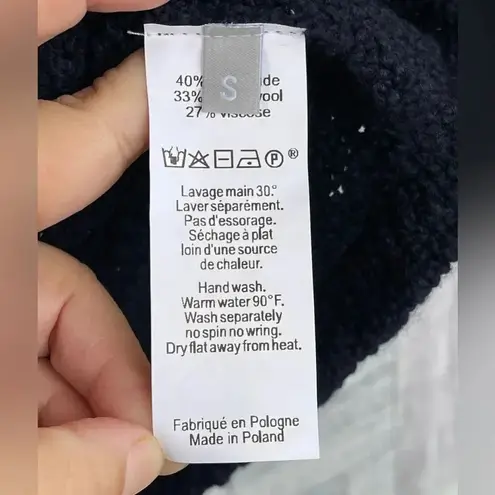 S
40%
33% wool
27% viscose
P ®
Lavage main 30.°
Laver séparément.
Pas d'essorage.
Séchage à plat
loin d'une source
de chaleur.
Hand wash.
Warm water 90°F.
Wash separately
no spin no wring.
Dry flat away from heat.
Fabriqué en Pologne
Made in Poland